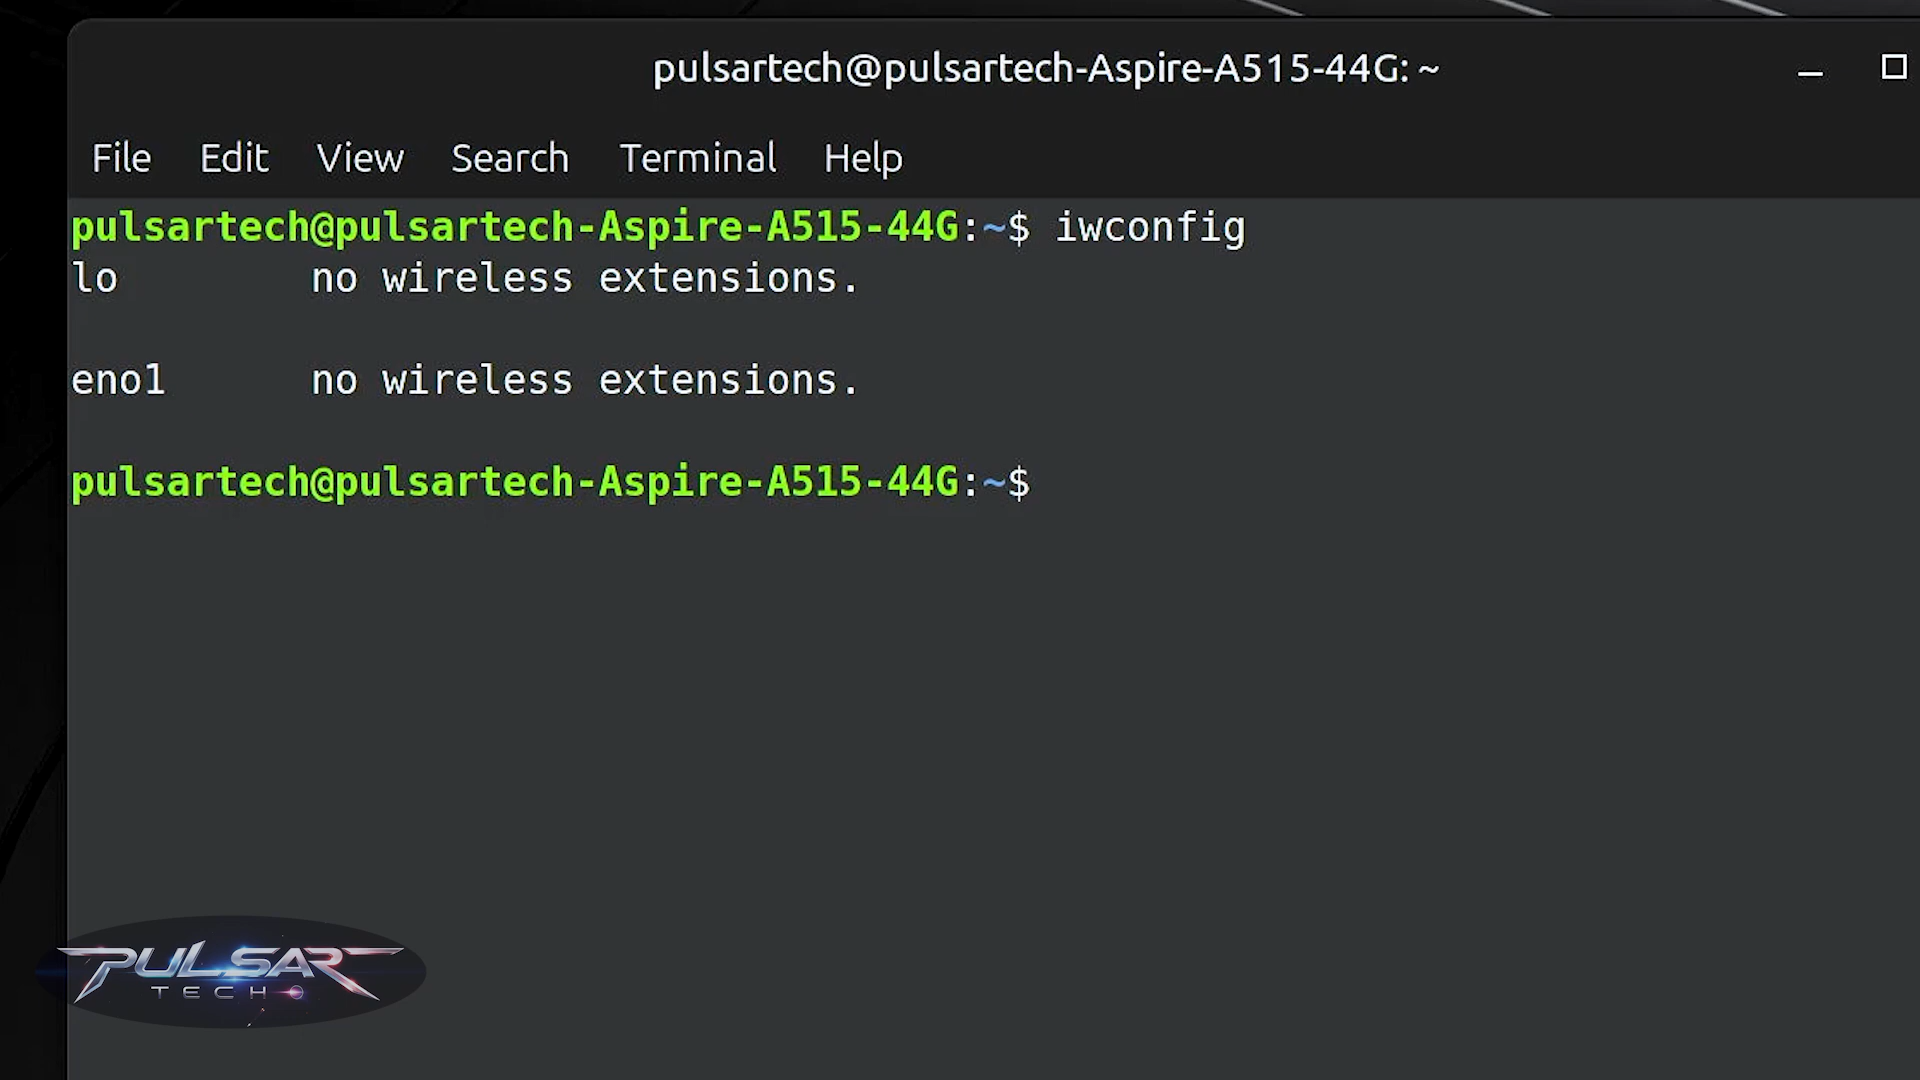 pulsartech@pulsartech-Aspire-A515-44G: ~
File Edit View Search Terminal Help
pulsartech@pulsartech-Aspire-A515-44G:~$ iwconfig
lo        no wireless extensions.
eno1      no wireless extensions.
pulsartech@pulsartech-Aspire-A515-44G:~$
PULSAR
TECH